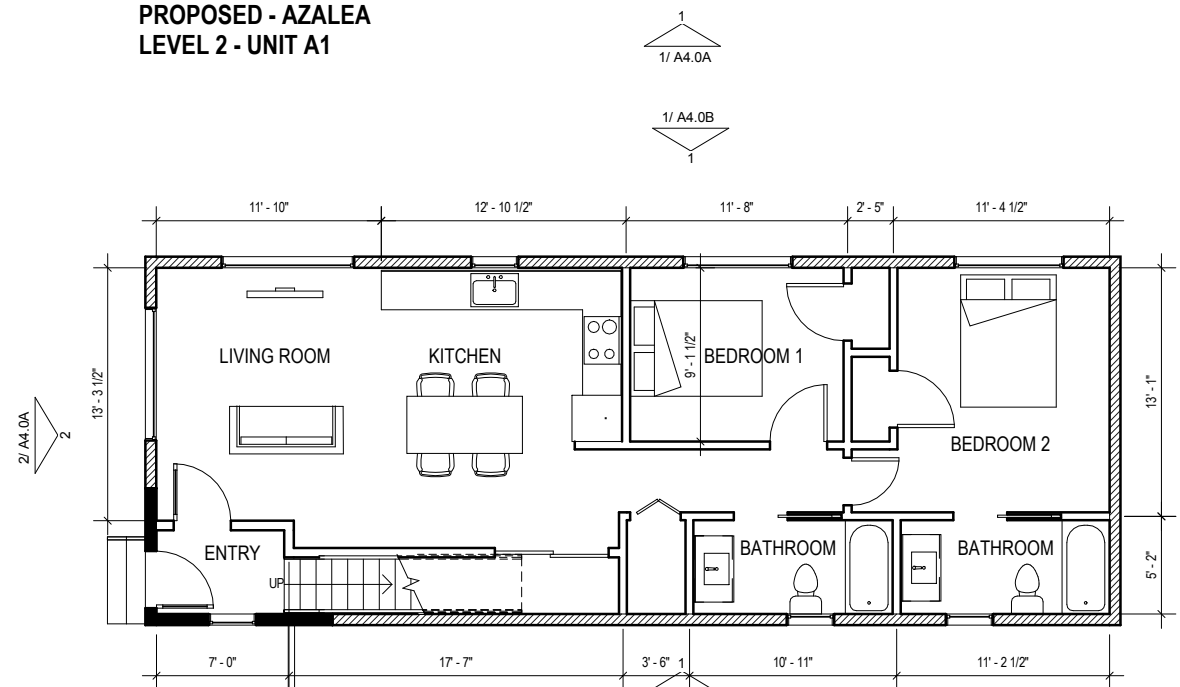 PROPOSED - AZALEA
LEVEL 2 - UNIT A1
1
1/ A4.0A
1/ A4.0B
1
11' - 10"
12' - 10 1/2"
11' - 8"
2' - 5"
11' - 4 1/2"
LIVING ROOM
KITCHEN
9' - 1 1/2"
BEDROOM 1
13' - 3 1/2"
13' - 1"
2/ A4.0A
2
BEDROOM 2
ENTRY
BATHROOM
BATHROOM
5' - 2"
UP
7' - 0"
17' - 7"
3' - 6"
1
10' - 11"
11' - 2 1/2"